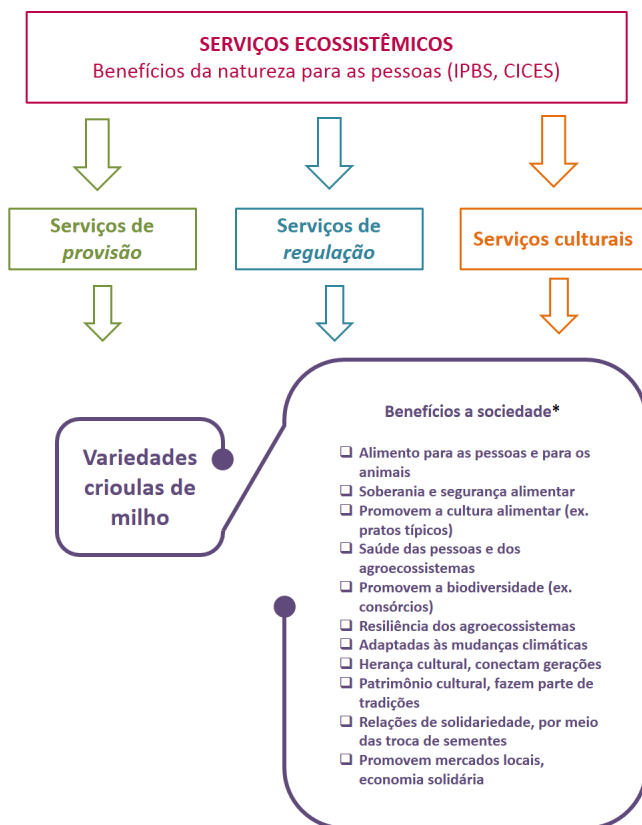 SERVIÇOS ECOSSISTÊMICOS
Benefícios da natureza para as pessoas (IPBS, CICES)
Serviços de
provisão
Serviços de
regulação
Serviços culturais
Variedades
crioulas de
milho
Benefícios a sociedade*
❑ Alimento para as pessoas e para os
animais
❑ Soberania e segurança alimentar
❑ Promovem a cultura alimentar (ex.
pratos típicos)
❑ Saúde das pessoas e dos
agroecossistemas
❑ Promovem a biodiversidade (ex.
consórcios)
❑ Resiliência dos agroecossistemas
❑ Adaptadas às mudanças climáticas
❑ Herança cultural, conectam gerações
❑ Patrimônio cultural, fazem parte de
tradições
❑ Relações de solidariedade, por meio
das troca de sementes
❑ Promovem mercados locais,
economia solidária